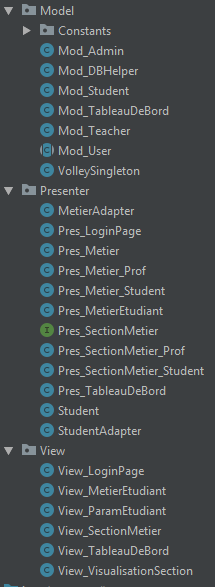 Model
Constants
Mod_Admin
Mod_DBHelper
Mod_Student
Mod_TableauDeBord
Mod_Teacher
Mod_User
VolleySingleton
Presenter
MetierAdapter
Pres_LoginPage
Pres_Metier
Pres_Metier_Prof
Pres_Metier_Student
Pres_MetierEtudiant
Pres_SectionMetier
Pres_SectionMetier_Prof
Pres_SectionMetier_Student
Pres_TableauDeBord
Student
StudentAdapter
View
View_LoginPage
View_MetierEtudiant
View_ParamEtudiant
View_SectionMetier
View_TableauDeBord
View_VisualisationSection